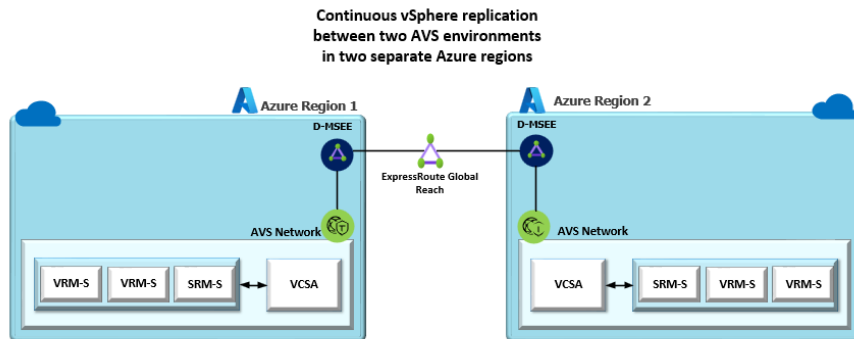 Continuous vSphere replication
between two AVS environments
in two separate Azure regions
Azure Region 1
D-MSEE
AVS Network
VRM-S
VRM-S
SRM-S
VCSA
ExpressRoute Global
Reach
Azure Region 2
D-MSEE
AVS Network
VCSA
SRM-S
VRM-S
VRM-S